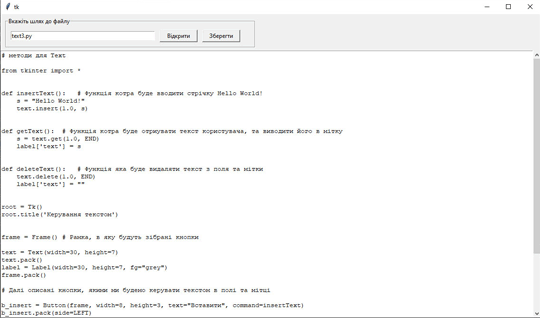 tk
Вкажіть шлях до файлу
text3.py
Відкрити
Зберегти
# методи для Text
from tkinter import *
def insertText():   # Функція котра буде вводити стрічку Hello World!
    s = "Hello World!"
    text.insert(1.0, s)
def getText():  # Функція котра буде отрмувати текст користувача, та виводити його в мітку
    s = text.get(1.0, END)
    label['text'] = s
def deleteText():   # Функція яка буде видаляти текст з поля та мітки
    text.delete(1.0, END)
    label['text'] = ""
root = Tk()
root.title('Керування текстом')
frame = Frame() # Рамка, в яку будуть зібрані кнопки
text = Text(width=30, height=7)
text.pack()
label = Label(width=30, height=7, fg="grey")
frame.pack()
# Далі описані кнопки, якими ми будемо керувати текстом в полі та мітці
b_insert = Button(frame, width=8, height=3, text="Вставити", command=insertText)
b_insert.pack(side=LEFT)